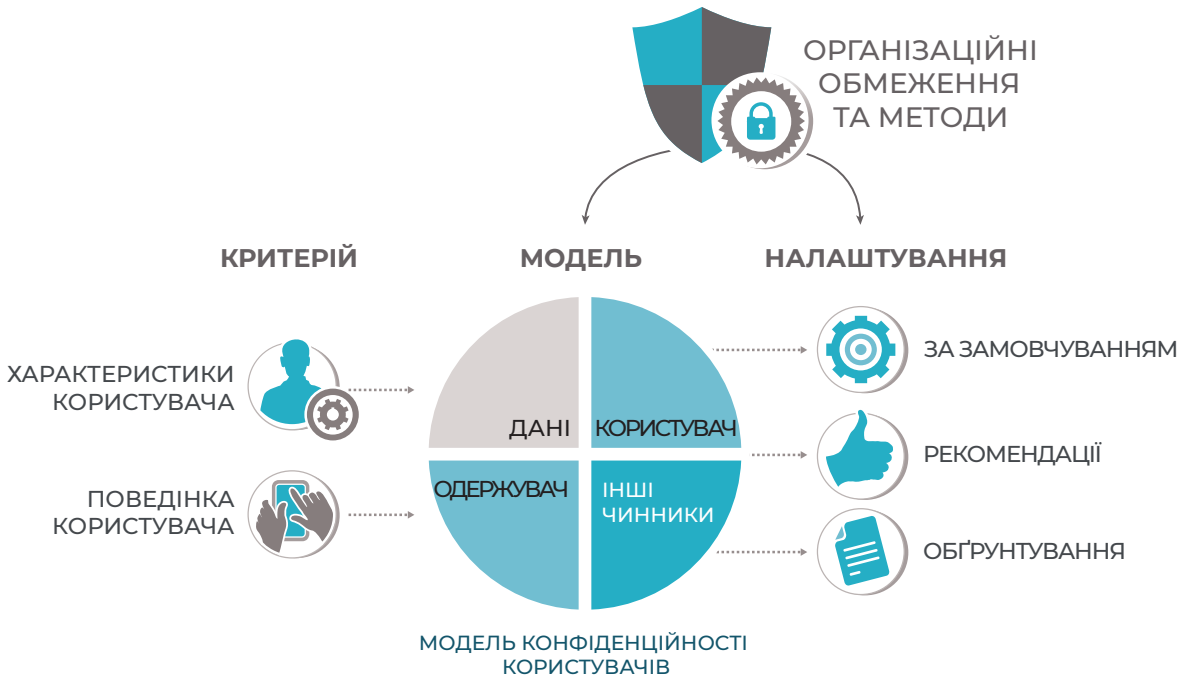 ОРГАНІЗАЦІЙНІ
ОБМЕЖЕННЯ
ТА МЕТОДИ
КРИТЕРІЙ
МОДЕЛЬ
НАЛАШТУВАННЯ
ХАРАКТЕРИСТИКИ
КОРИСТУВАЧА
ПОВЕДІНКА
КОРИСТУВАЧА
ДАНІ
КОРИСТУВАЧ
ОДЕРЖУВАЧ
ІНШІ
ЧИННИКИ
ЗА ЗАМОВЧУВАННЯМ
РЕКОМЕНДАЦІЇ
ОБҐРУНТУВАННЯ
МОДЕЛЬ КОНФІДЕНЦІЙНОСТІ
КОРИСТУВАЧІВ